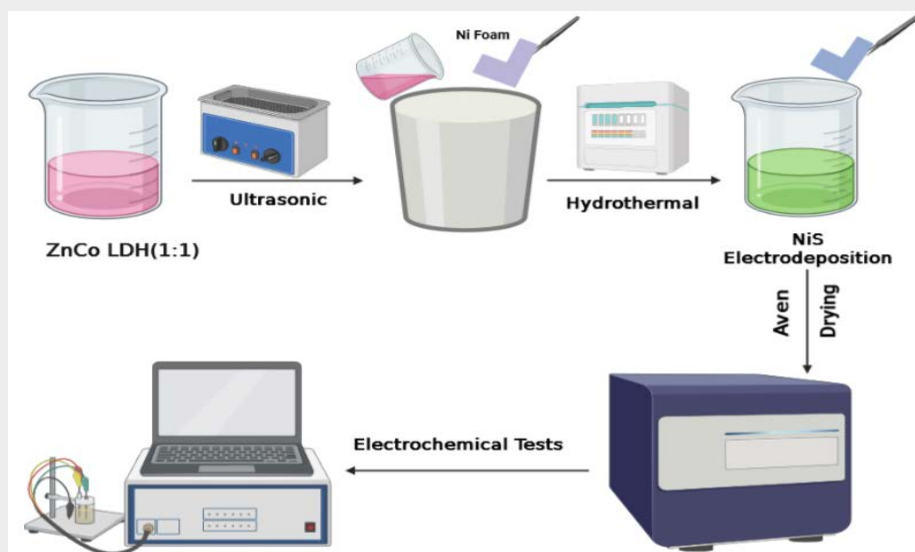 Ni Foam
Ultrasonic
Hydrothermal
ZnCo LDH(1:1)
NiS
Electrodeposition
Aven
Drying
Electrochemical Tests